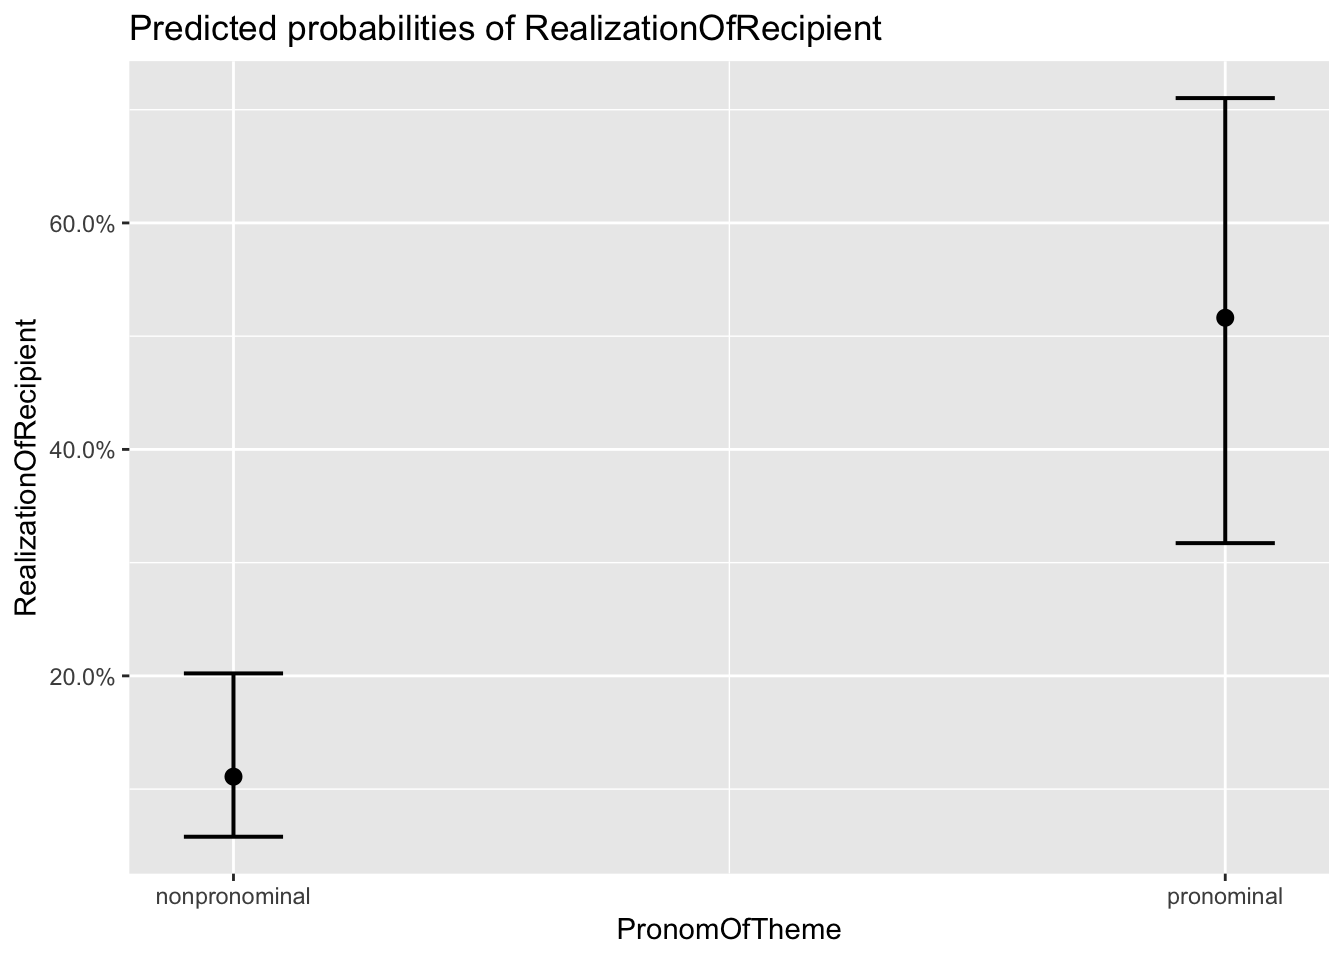 Predicted probabilities of RealizationOfRecipient
RealizationOfRecipient
60.0%
40.0%
20.0%
nonpronominal
pronominal
PronomOfTheme